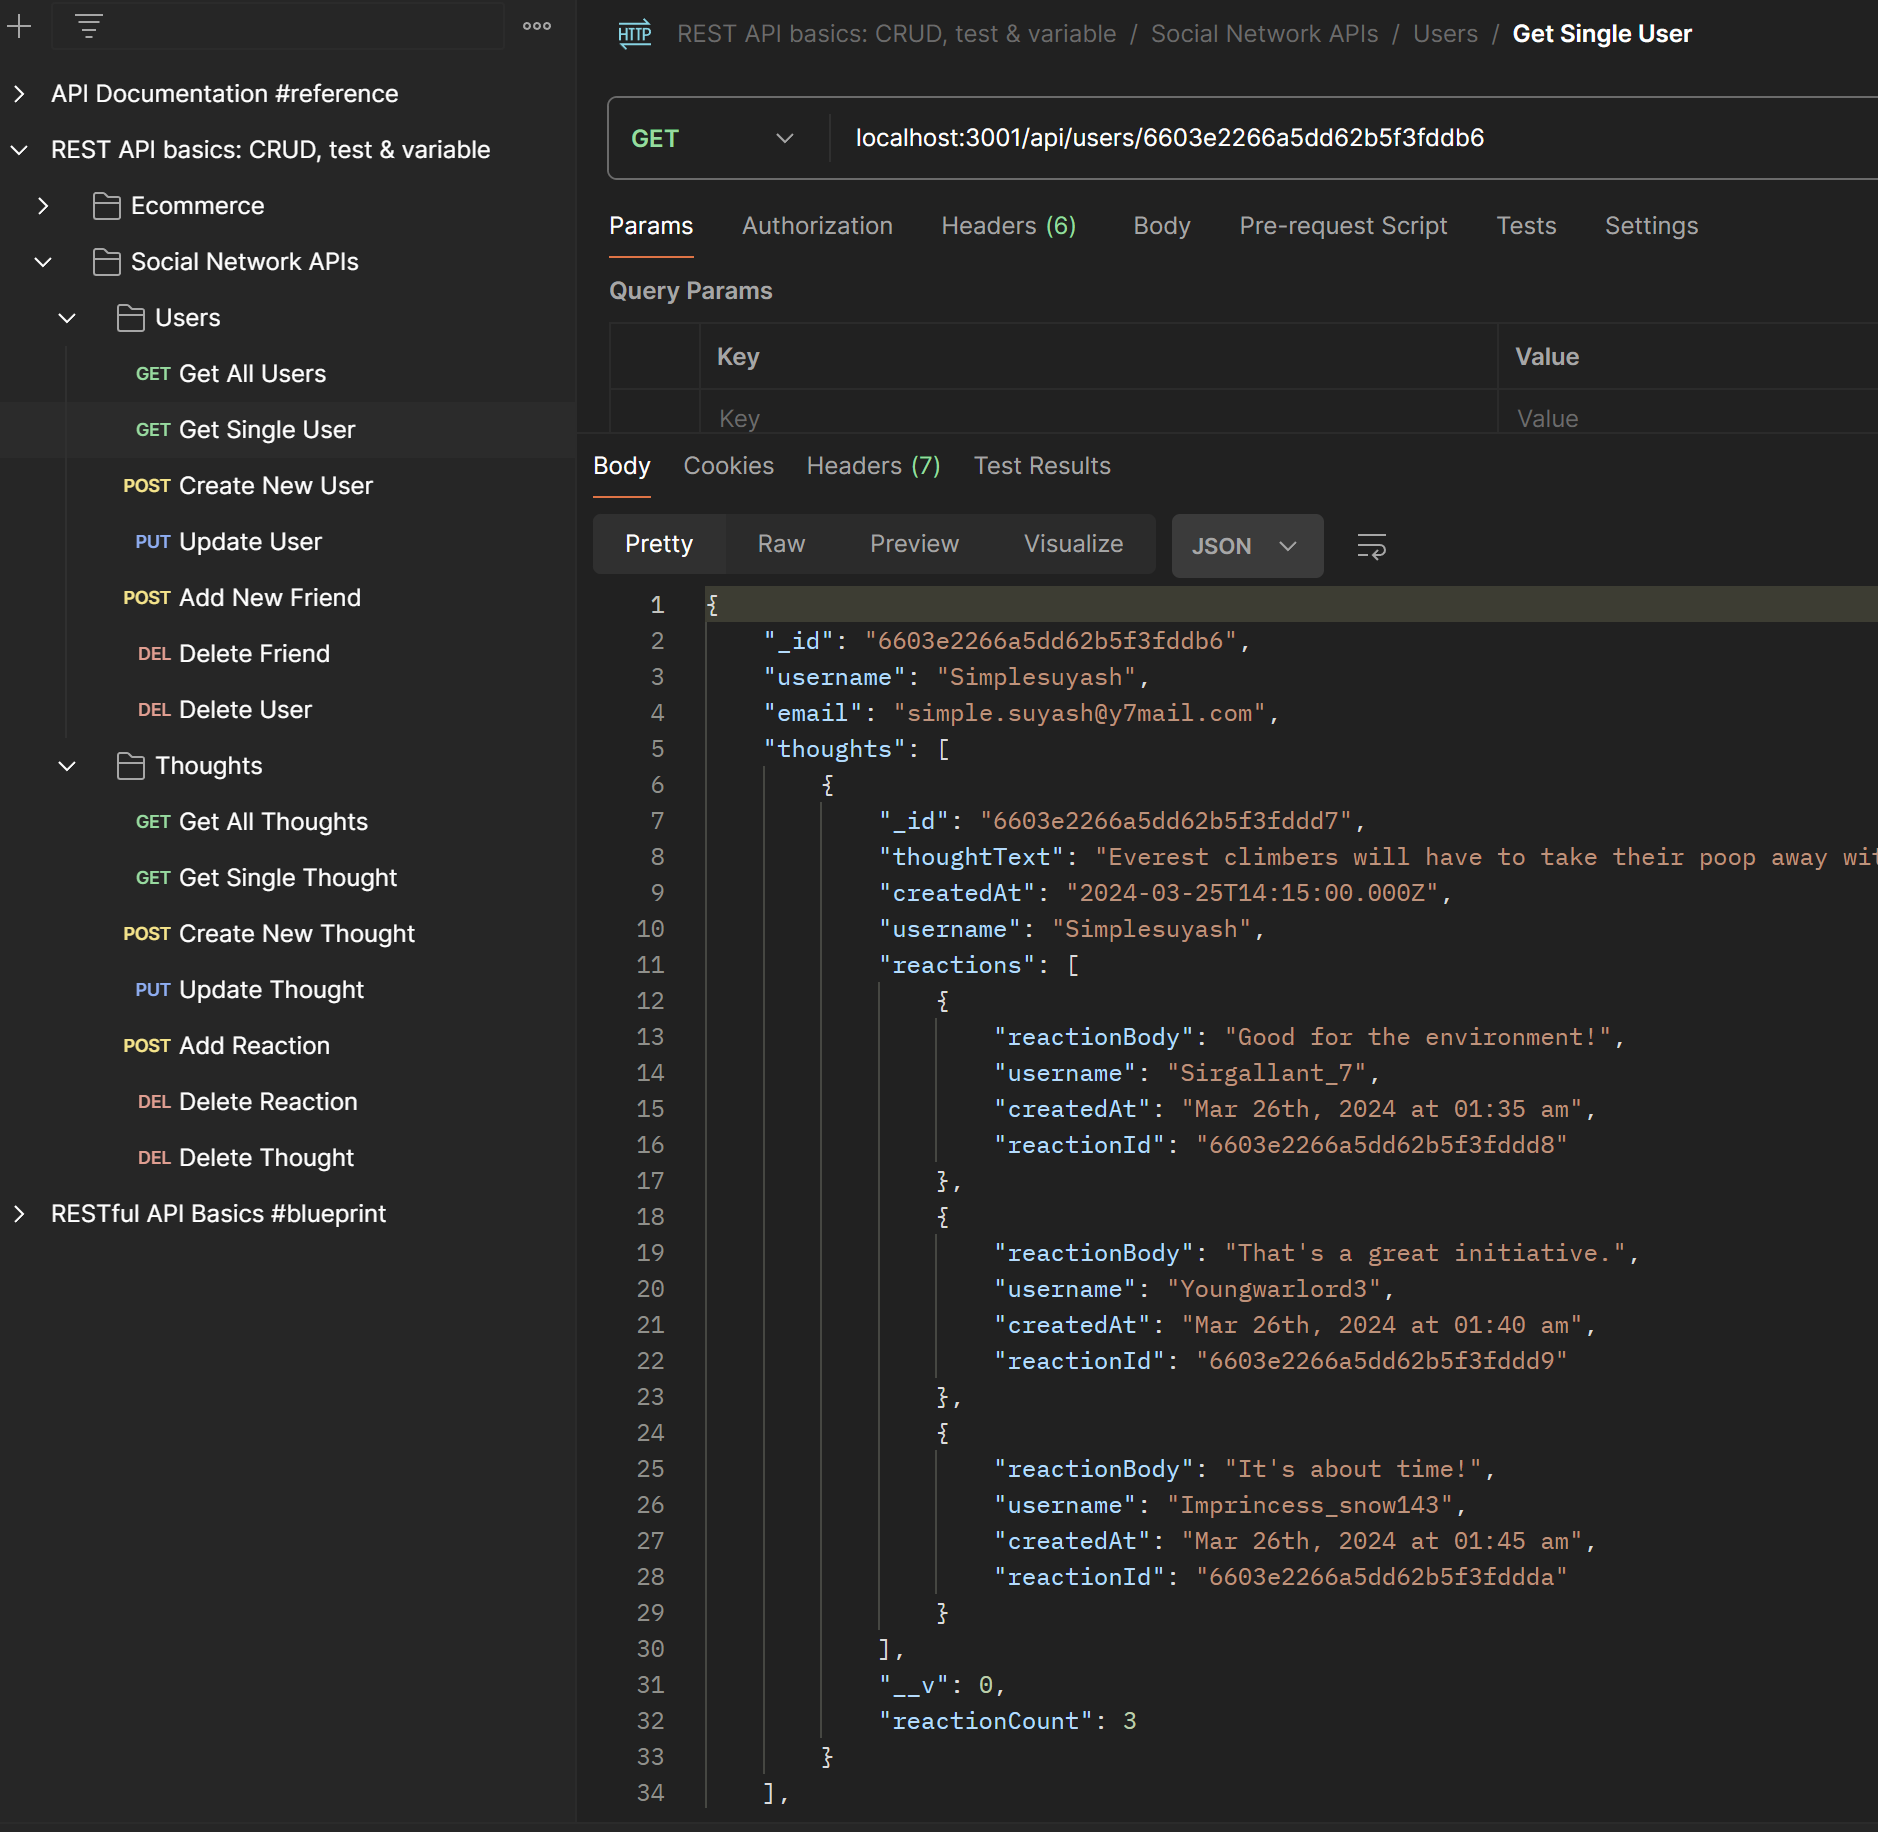 API Documentation #reference
REST API basics: CRUD, test & variable
Ecommerce
Social Network APIs
Users
GET Get All Users
GET Get Single User
POST Create New User
PUT Update User
POST Add New Friend
DEL Delete Friend
DEL Delete User
Thoughts
GET Get All Thoughts
GET Get Single Thought
POST Create New Thought
PUT Update Thought
POST Add Reaction
DEL Delete Reaction
DEL Delete Thought
RESTful API Basics #blueprint
HTTP REST API basics: CRUD, test & variable / Social Network APIs / Users / Get Single User
GET localhost:3001/api/users/6603e2266a5dd62b5f3fddb6
Params Authorization Headers (6) Body Pre-request Script Tests Settings
Query Params
Key Value
Key Value
Body Cookies Headers (7) Test Results
Pretty Raw Preview Visualize JSON
1 {
2 "_id": "6603e2266a5dd62b5f3fddb6",
3 "username": "Simplesuyash",
4 "email": "simple.suyash@y7mail.com",
5 "thoughts": [
6 {
7 "_id": "6603e2266a5dd62b5f3fddd7",
8 "thoughtText": "Everest climbers will have to take their poop away
9 "createdAt": "2024-03-25T14:15:00.000Z",
10 "username": "Simplesuyash",
11 "reactions": [
12 {
13 "reactionBody": "Good for the environment!",
14 "username": "Sirgallant_7",
15 "createdAt": "Mar 26th, 2024 at 01:35 am",
16 "reactionId": "6603e2266a5dd62b5f3fddd8"
17 },
18 {
19 "reactionBody": "That's a great initiative.",
20 "username": "Youngwarlord3",
21 "createdAt": "Mar 26th, 2024 at 01:40 am",
22 "reactionId": "6603e2266a5dd62b5f3fddd9"
23 },
24 {
25 "reactionBody": "It's about time!",
26 "username": "Imprincess_snow143",
27 "createdAt": "Mar 26th, 2024 at 01:45 am",
28 "reactionId": "6603e2266a5dd62b5f3fddda"
29 }
30 ],
31 "__v": 0,
32 "reactionCount": 3
33 }
34 ],